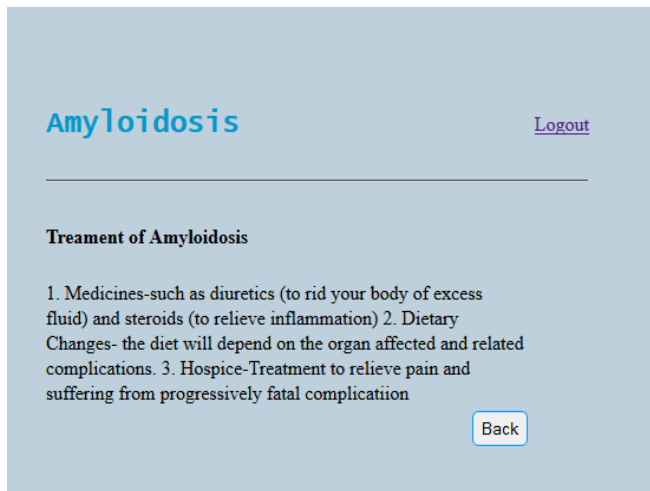 Amyloidosis
Logout
Treament of Amyloidosis
1. Medicines-such as diuretics (to rid your body of excess
fluid) and steroids (to relieve inflammation) 2. Dietary
Changes- the diet will depend on the organ affected and related
complications. 3. Hospice-Treatment to relieve pain and
suffering from progressively fatal complicatiion
Back